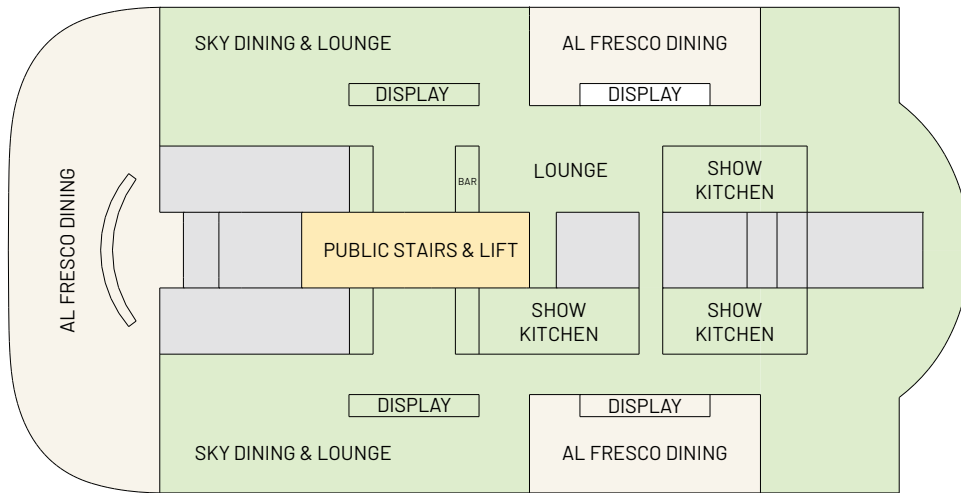 SKY DINING & LOUNGE
AL FRESCO DINING
DISPLAY
DISPLAY
LOUNGE
SHOW
KITCHEN
BAR
AL FRESCO DINING
PUBLIC STAIRS & LIFT
SHOW
KITCHEN
SHOW
KITCHEN
DISPLAY
DISPLAY
SKY DINING & LOUNGE
AL FRESCO DINING